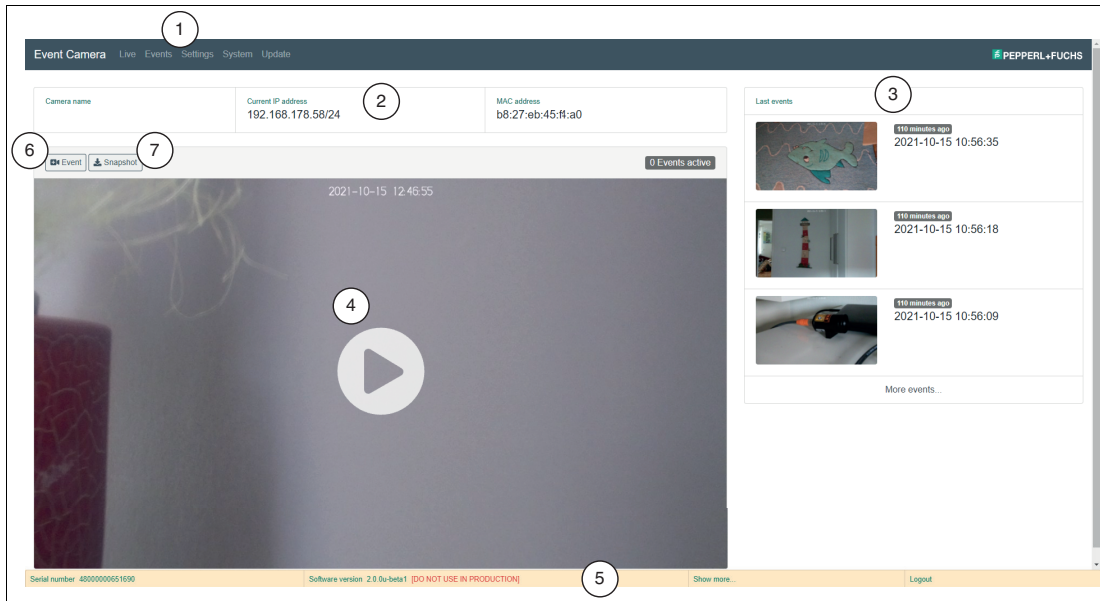 1
Event Camera Live Events Settings System Update
PEPPERL+FUCHS
Camera name
Current IP address
192.168.178.58/24
2
MAC address
b8:27:eb:45:f4:a0
Last events
3
6
Event
Snapshot
7
0 Events active
110 minutes ago
2021-10-15 10:56:35
2021-10-15 12:46:55
110 minutes ago
2021-10-15 10:56:18
4
110 minutes ago
2021-10-15 10:56:09
More events...
Serial number 48000000651690
Software version 2.0.0u-beta1 [DO NOT USE IN PRODUCTION]
5
Show more...
Logout